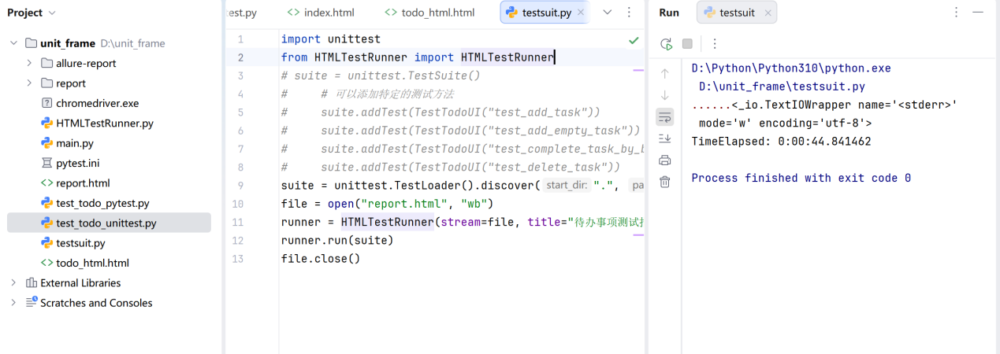 Project
unit_frame D:\unit_frame
allure-report
report
chromedriver.exe
HTMLTestRunner.py
main.py
pytest.ini
report.html
test_todo_pytest.py
test_todo_unittest.py
testsuit.py
todo_html.html
External Libraries
Scratches and Consoles
test.py index.html todo_html.html testsuit.py
1 import unittest
2 from HTMLTestRunner import HTMLTestRunner
3 # suite = unittest.TestSuite()
4 #     # 可以添加特定的测试方法
5 #     suite.addTest(TestTodoUI("test_add_task"))
6 #     suite.addTest(TestTodoUI("test_add_empty_task"))
7 #     suite.addTest(TestTodoUI("test_complete_task_by_b
8 #     suite.addTest(TestTodoUI("test_delete_task"))
9 suite = unittest.TestLoader().discover( start_dir: ".", pa
10 file = open("report.html", "wb")
11 runner = HTMLTestRunner(stream=file, title="待办事项测试报
12 runner.run(suite)
13 file.close()
Run testsuit
D:\Python\Python310\python.exe
D:\unit_frame\testsuit.py
......<_io.TextIOWrapper name='<stderr>'
mode='w' encoding='utf-8'>
TimeElapsed: 0:00:44.841462
Process finished with exit code 0